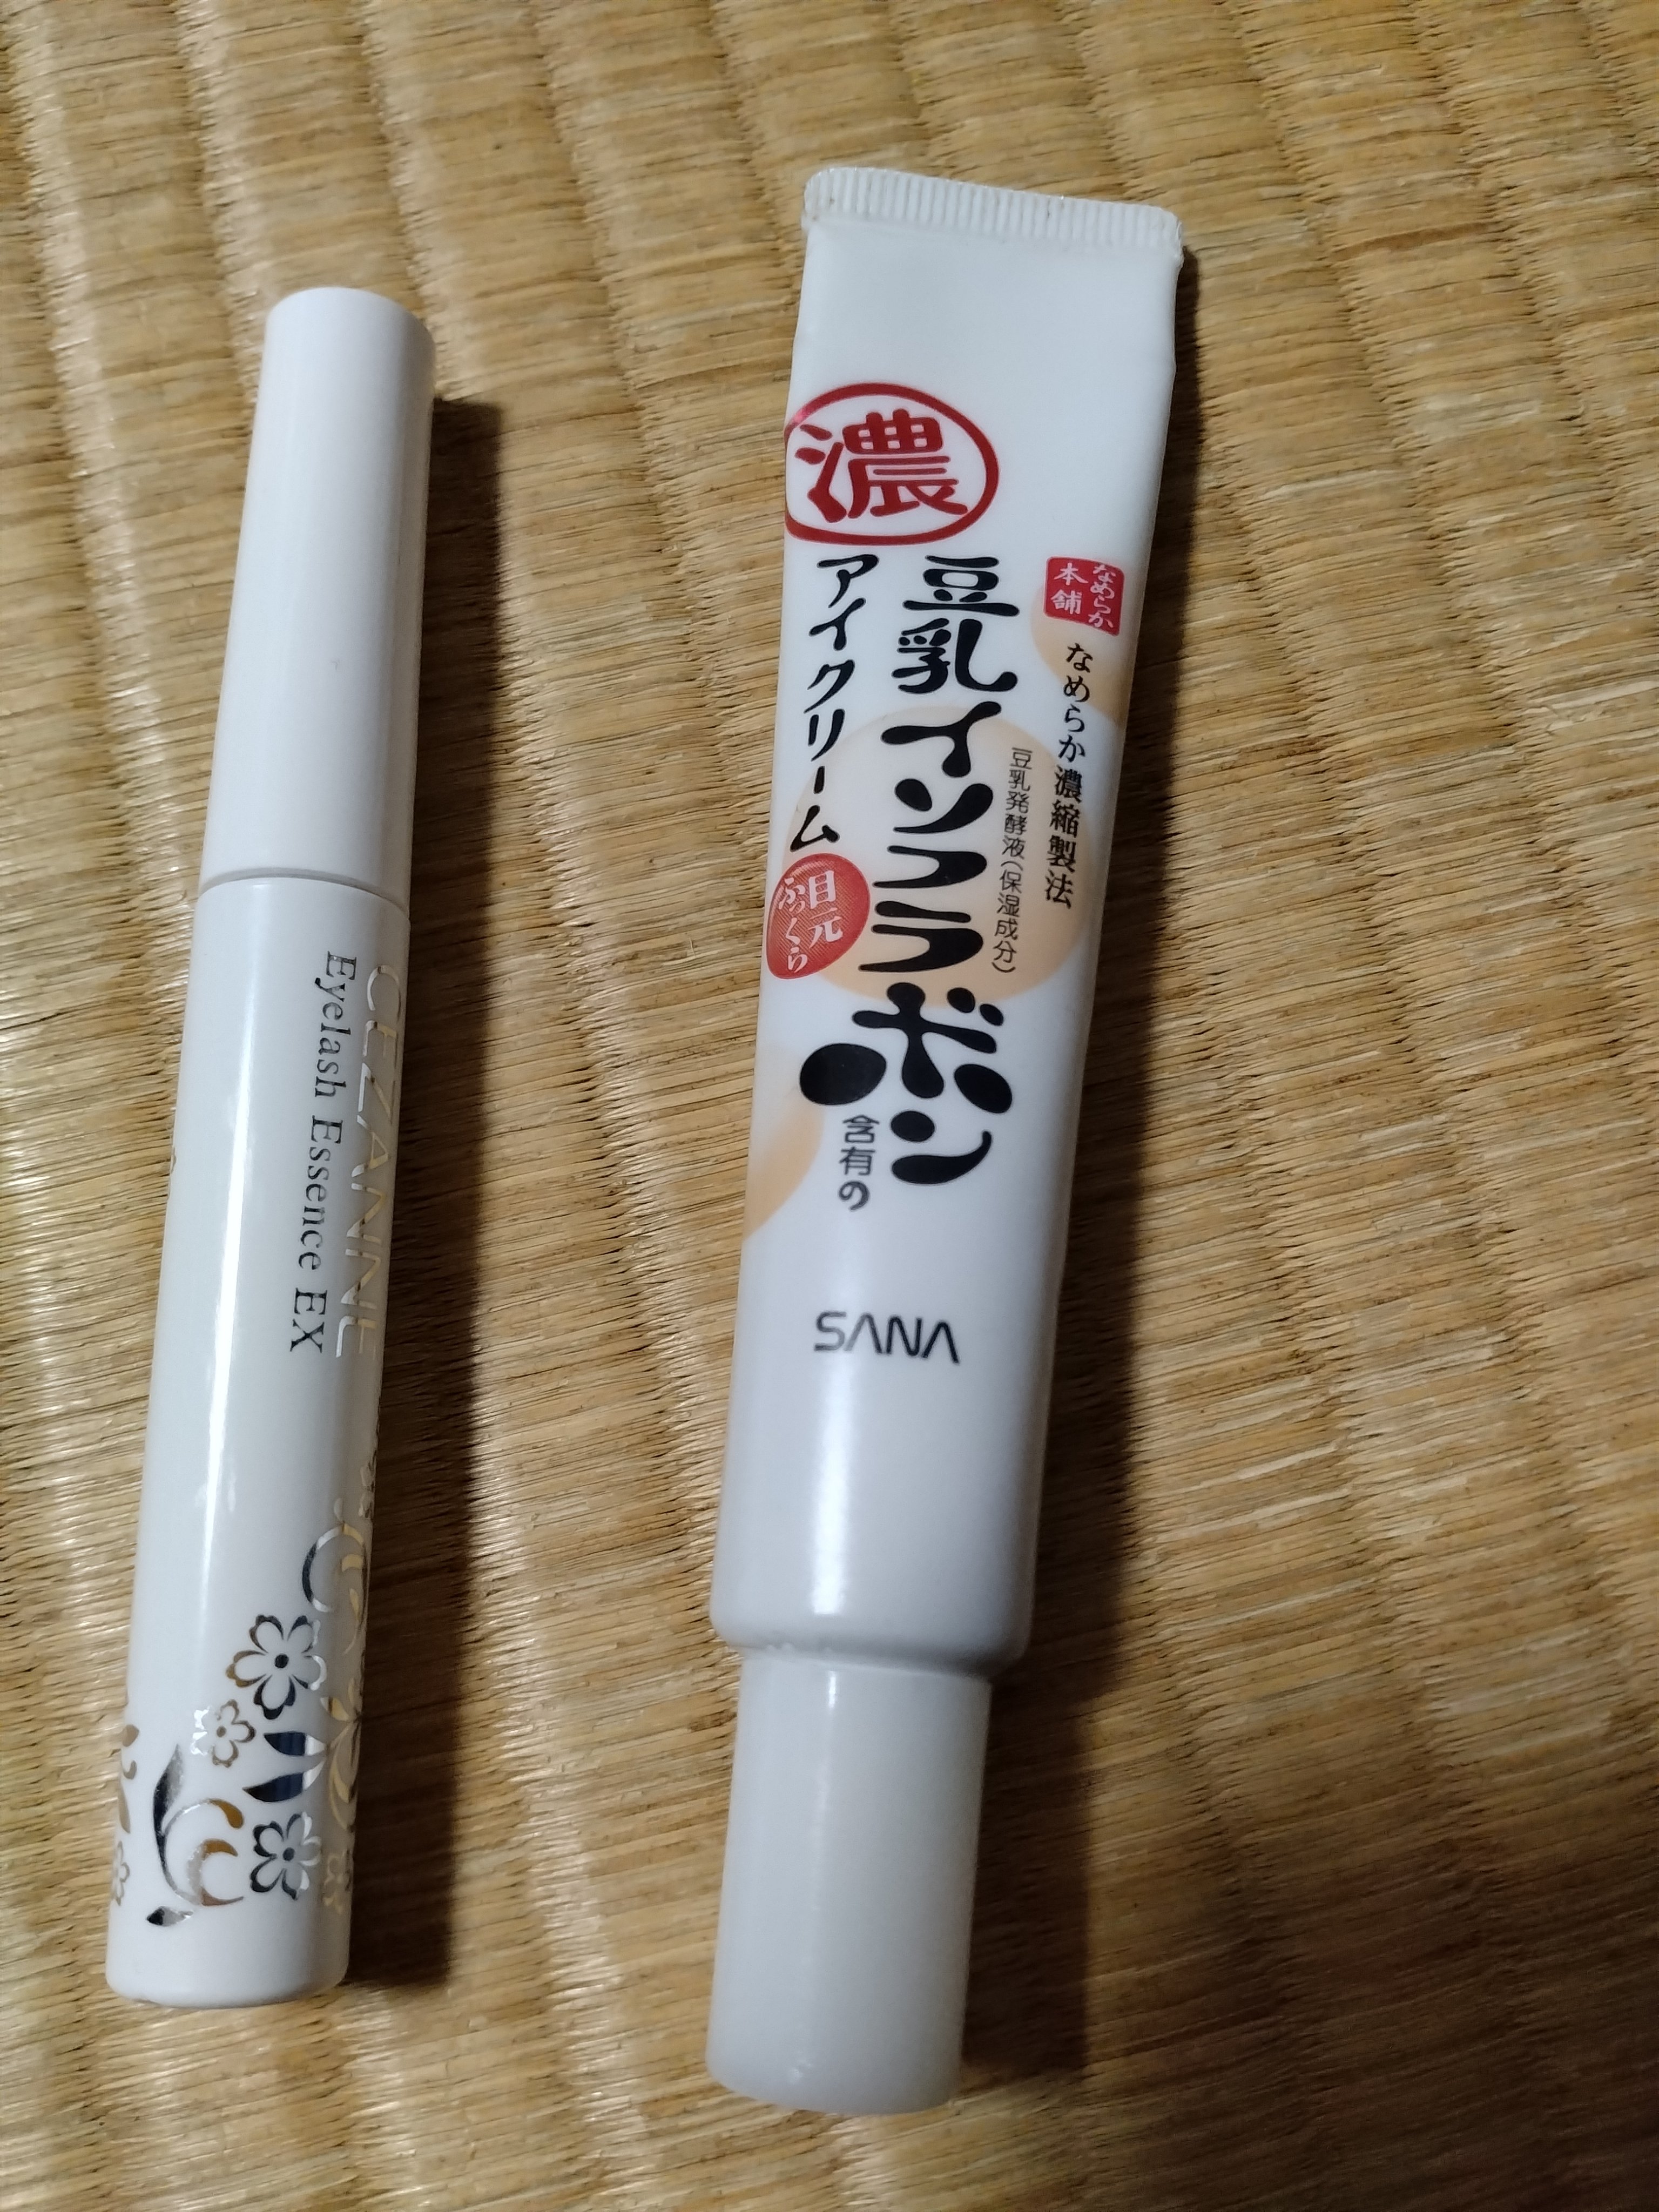 CEZANNE
Eyelash Essence EX
濃
なめらか
本舗
なめらか濃縮製法
豆乳発酵液(保湿成分)
豆乳イソフラボン
含有の
アイクリーム
目元
ふっくら
SANA